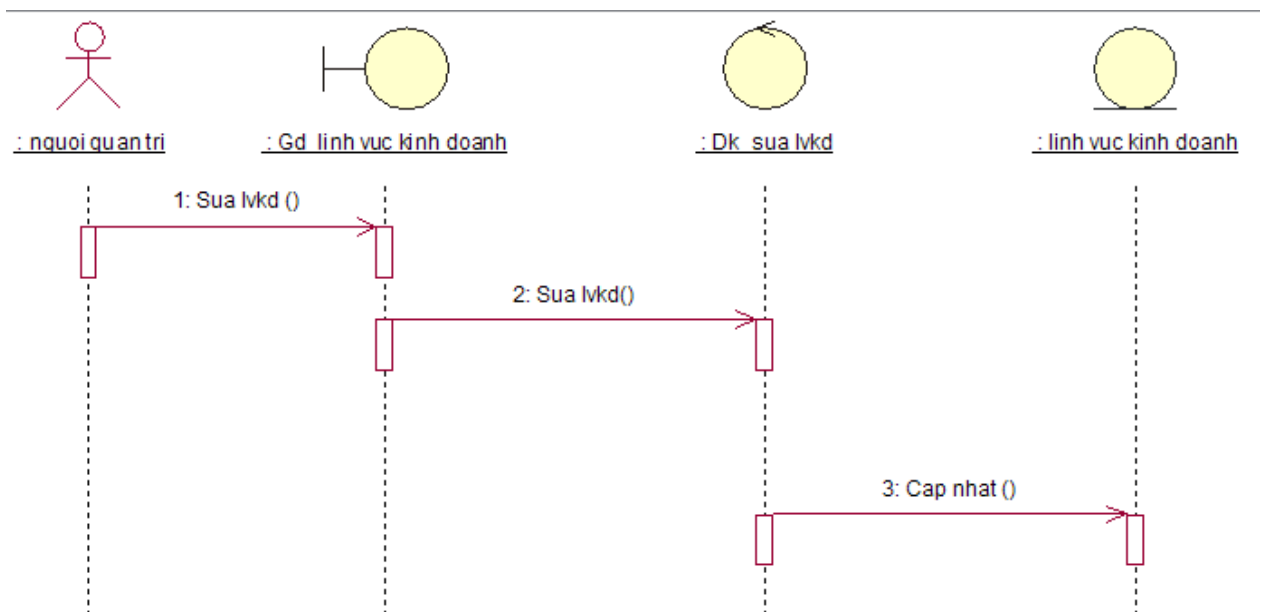 : nguoi quan tri
: Gd_linh vuc kinh doanh
: Dk_sua lvkd
: linh vuc kinh doanh
1: Sua lvkd ()
2: Sua lvkd()
3: Cap nhat ()